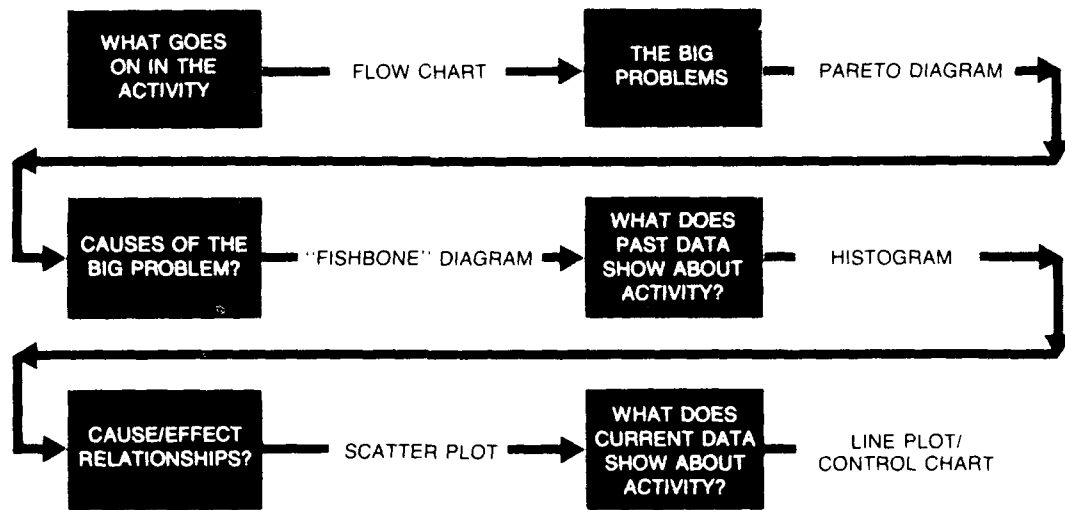 WHAT GOES
ON IN THE
ACTIVITY
FLOW CHART
THE BIG
PROBLEMS
PARETO DIAGRAM
CAUSES OF THE
BIG PROBLEM?
"FISHBONE" DIAGRAM
WHAT DOES
PAST DATA
SHOW ABOUT
ACTIVITY?
HISTOGRAM
CAUSE/EFFECT
RELATIONSHIPS?
SCATTER PLOT
WHAT DOES
CURRENT DATA
SHOW ABOUT
ACTIVITY?
LINE PLOT/
CONTROL CHART